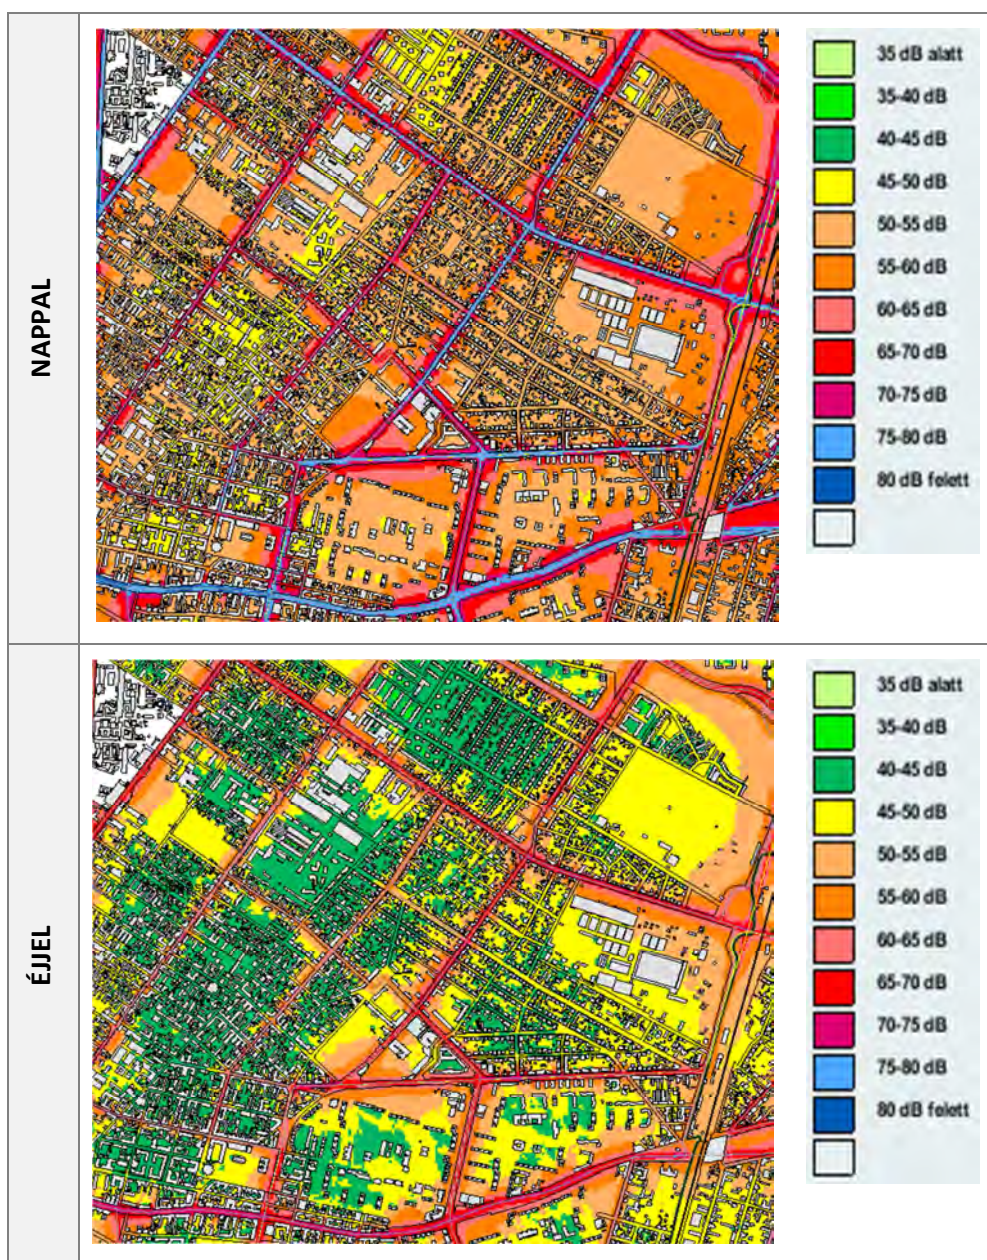 NAPPAL
35 dB alatt
35-40 dB
40-45 dB
45-50 dB
50-55 dB
55-60 dB
60-65 dB
65-70 dB
70-75 dB
75-80 dB
80 dB felett
ÉJJEL
35 dB alatt
35-40 dB
40-45 dB
45-50 dB
50-55 dB
55-60 dB
60-65 dB
65-70 dB
70-75 dB
75-80 dB
80 dB felett